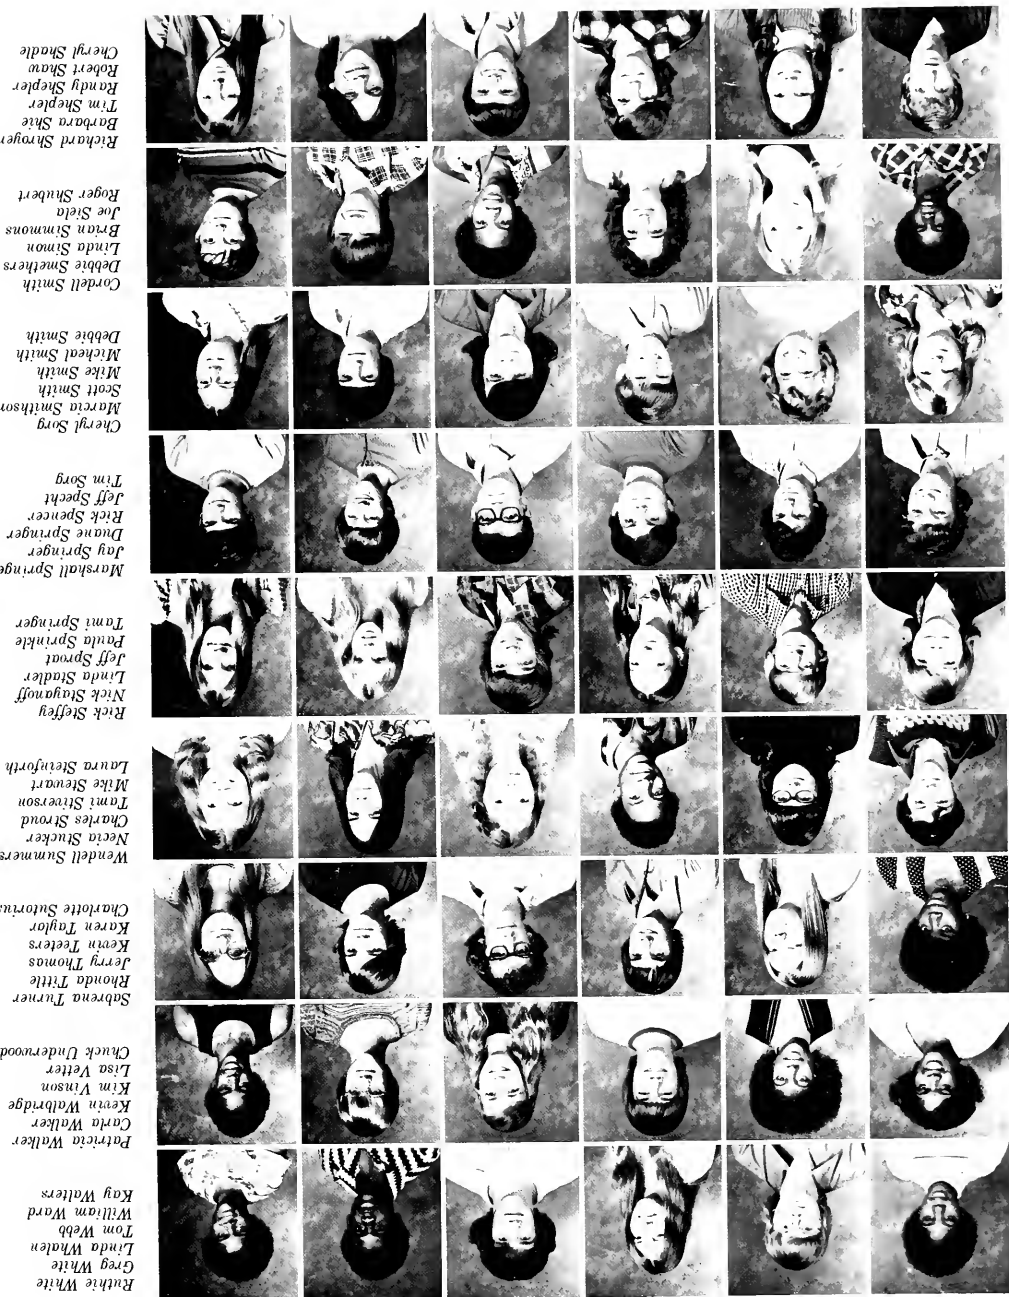 Ruthie White
Greg White
Linda Whalen
Tom Webb
William Ward
Kay Walters
Patricia Walker
Carla Walker
Kevin Walbridge
Kim Vinson
Lisa Vetter
Chuck Underwood
Sabrena Turner
Rhonda Tittle
Jerry Thomas
Kevin Teeters
Karen Taylor
Charlotte Sutorius
Wendell Summers
Necia Stucker
Charles Stroud
Tami Stiverson
Mike Stewart
Laura Steinforth
Rick Steffey
Nick Stayanoff
Linda Stadler
Jeff Sproat
Paula Sprinkle
Tami Springer
Marshall Springe
Jay Springer
Duane Springer
Rick Spencer
Jeff Specht
Tim Sorg
Cheryl Sorg
Marcia Smithson
Scott Smith
Mike Smith
Micheal Smith
Debbie Smith
Cordell Smith
Debbie Smethers
Linda Simon
Brian Simmons
Joe Siela
Roger Shubert
Richard Shroyer
Barbara Shie
Tim Shepler
Randy Shepler
Robert Shaw
Cheryl Shadle